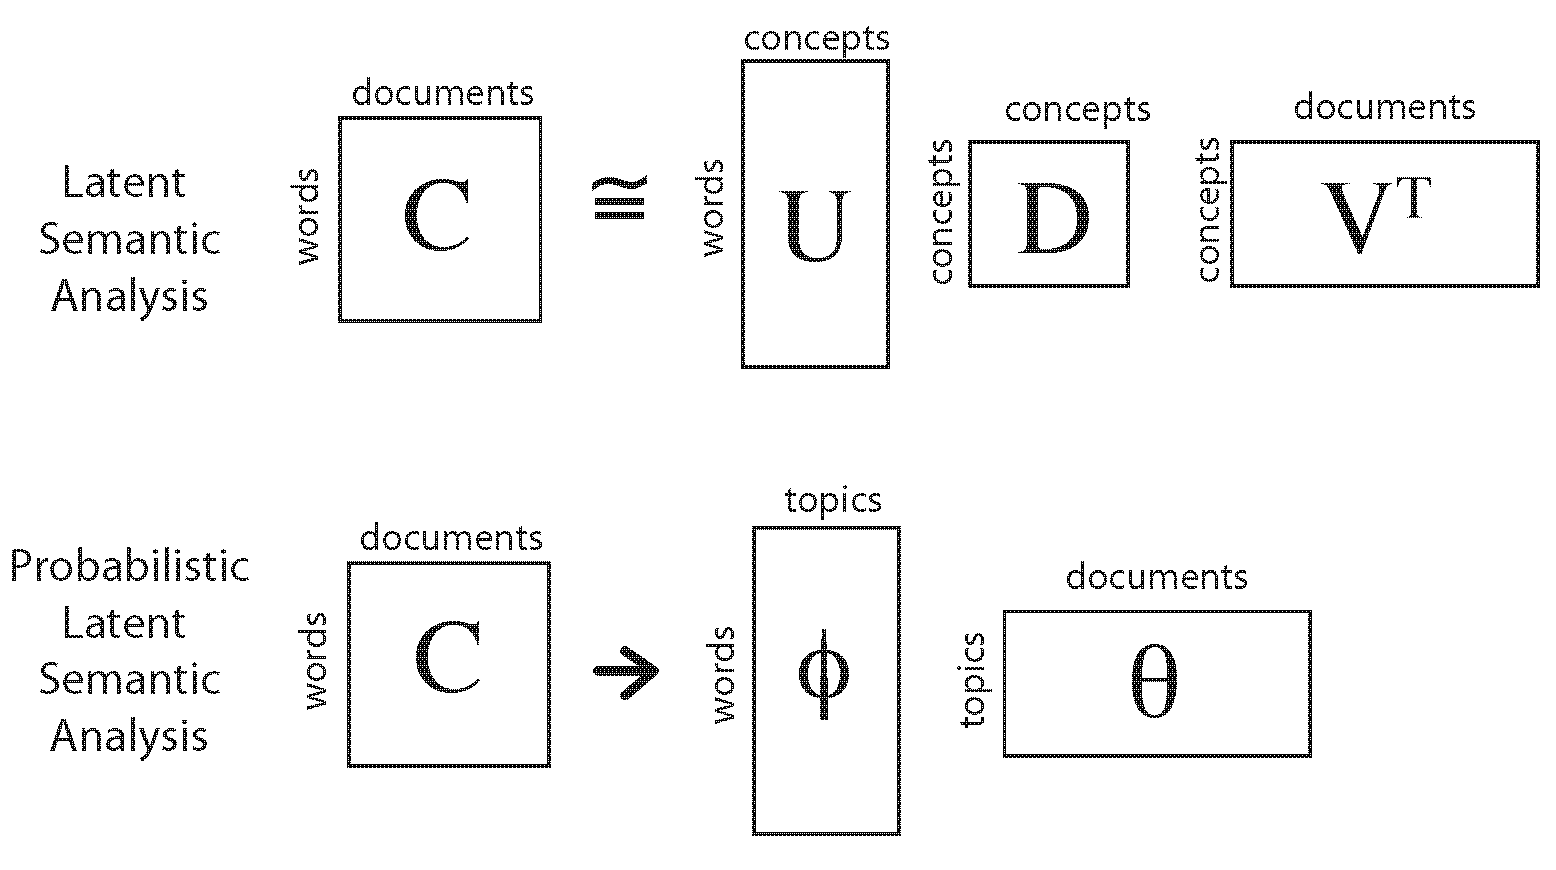 concepts
documents
concepts
documents
Latent
Semantic
Analysis
words
C
≅
words
U
concepts
D
concepts
Vᵀ
topics
documents
documents
Probabilistic
Latent
Semantic
Analysis
words
C
→
words
ϕ
topics
θ